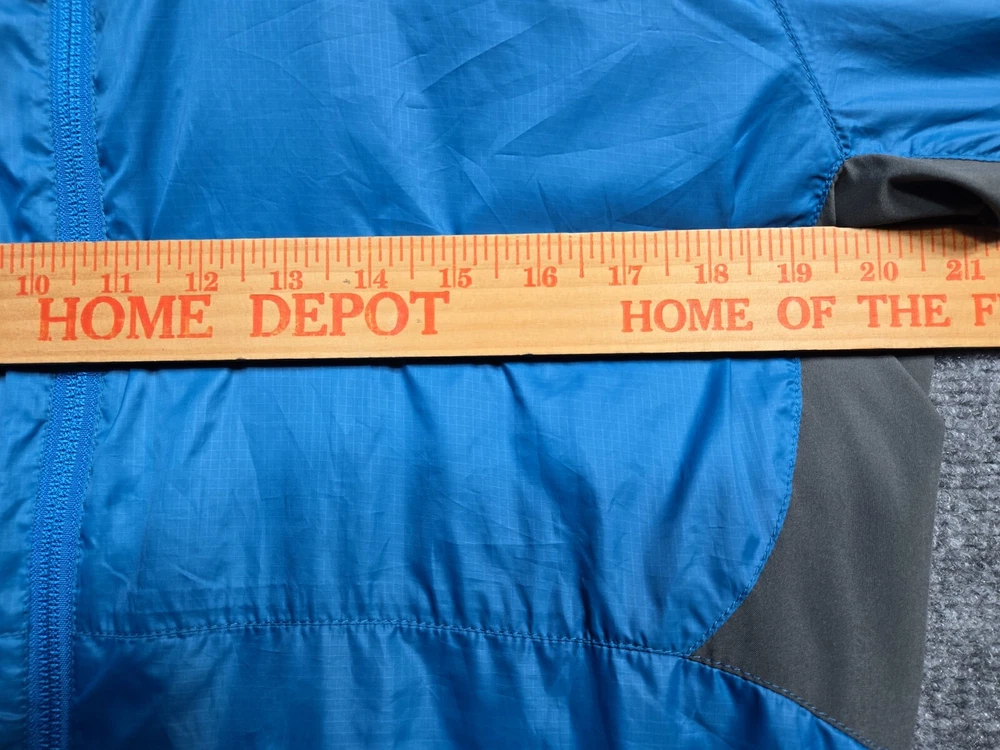 10 11 12 13 14 15 16 17 18 19 20 21
HOME DEPOT HOME OF THE F